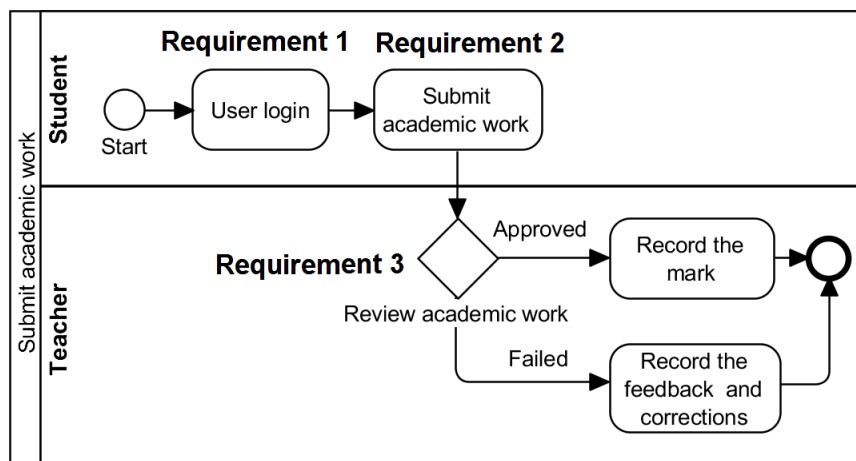 Submit academic work
Student
Requirement 1
Requirement 2
Start
User login
Submit
academic work
Teacher
Requirement 3
Review academic work
Approved
Record the
mark
Failed
Record the
feedback and
corrections